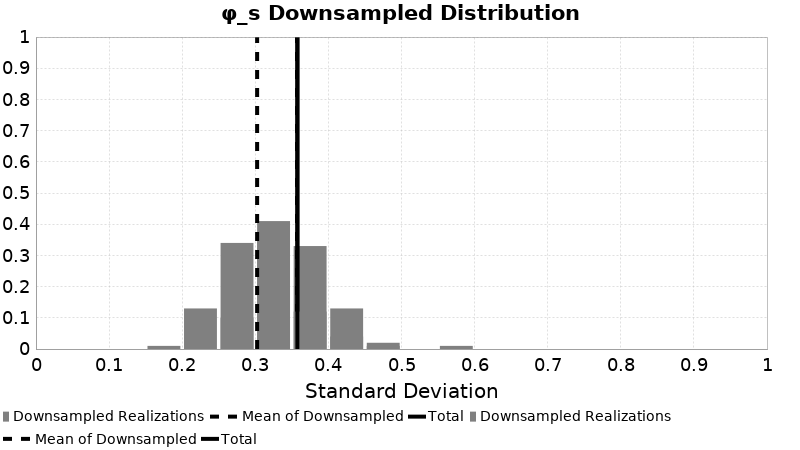 φ_s Downsampled Distribution
1
0.9
0.8
0.7
0.6
0.5
0.4
0.3
0.2
0.1
0
0 0.1 0.2 0.3 0.4 0.5 0.6 0.7 0.8 0.9 1
Standard Deviation
Downsampled Realizations Mean of Downsampled Total Downsampled Realizations
Mean of Downsampled Total